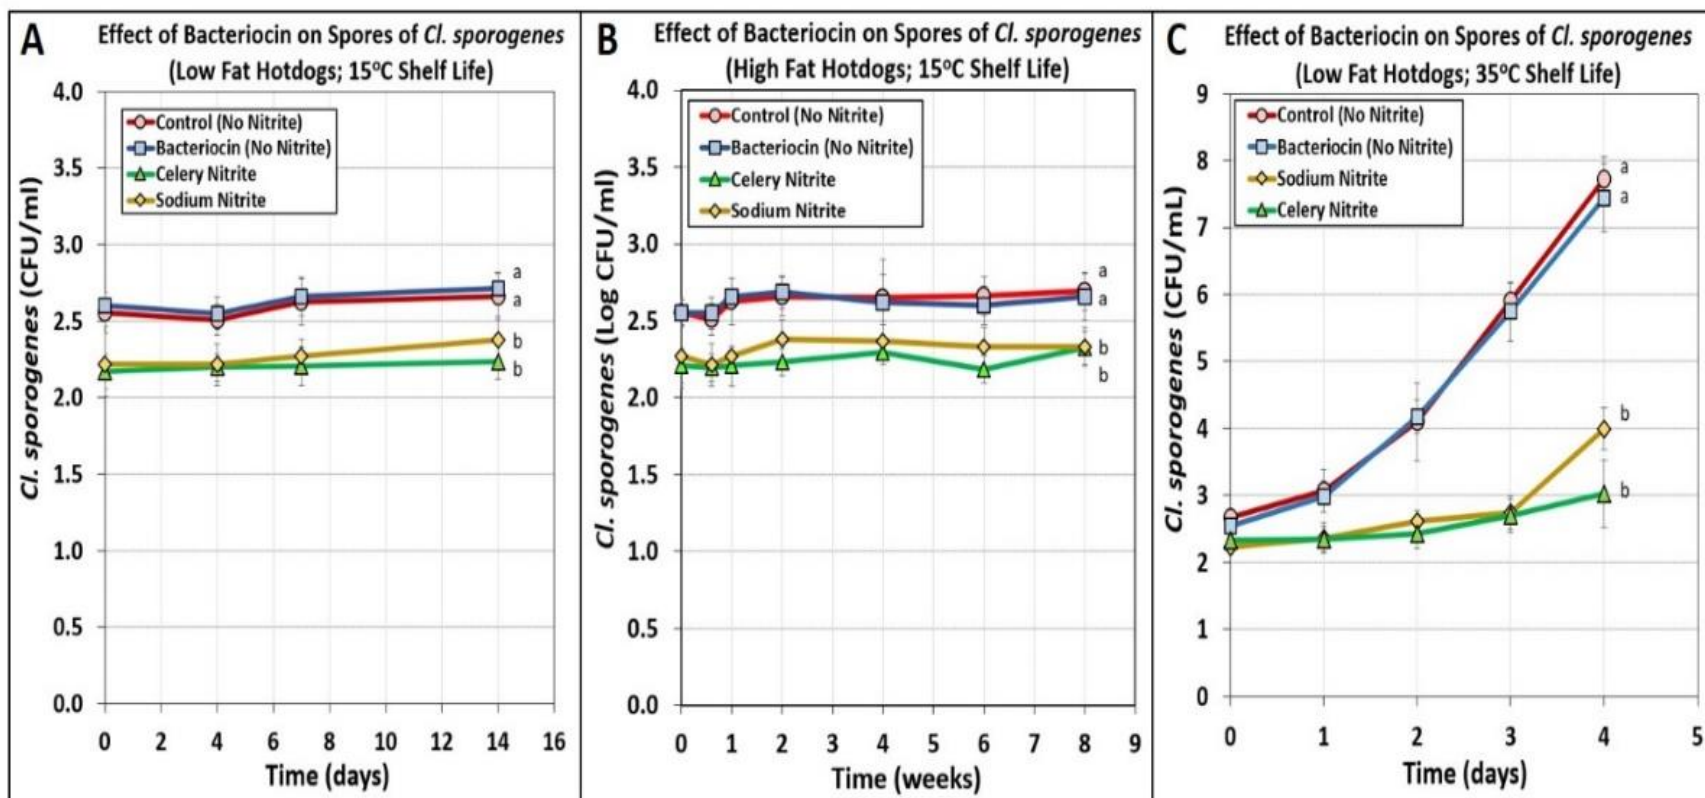 A
Effect of Bacteriocin on Spores of Cl. sporogenes
(Low Fat Hotdogs; 15°C Shelf Life)
Control (No Nitrite)
Bacteriocin (No Nitrite)
Celery Nitrite
Sodium Nitrite
Cl. sporogenes (CFU/ml)
4.0
3.5
3.0
2.5
2.0
1.5
1.0
0.5
0.0
a
a
b
b
0 2 4 6 8 10 12 14 16
Time (days)
B
Effect of Bacteriocin on Spores of Cl. sporogenes
(High Fat Hotdogs; 15°C Shelf Life)
Control (No Nitrite)
Bacteriocin (No Nitrite)
Celery Nitrite
Sodium Nitrite
Cl. sporogenes (Log CFU/ml)
4.0
3.5
3.0
2.5
2.0
1.5
1.0
0.5
0.0
a
a
b
b
0 1 2 3 4 5 6 7 8 9
Time (weeks)
C
Effect of Bacteriocin on Spores of Cl. sporogenes
(Low Fat Hotdogs; 35°C Shelf Life)
Control (No Nitrite)
Bacteriocin (No Nitrite)
Sodium Nitrite
Celery Nitrite
Cl. sporogenes (CFU/mL)
9
8
7
6
5
4
3
2
1
0
a
a
b
b
0 1 2 3 4 5
Time (days)